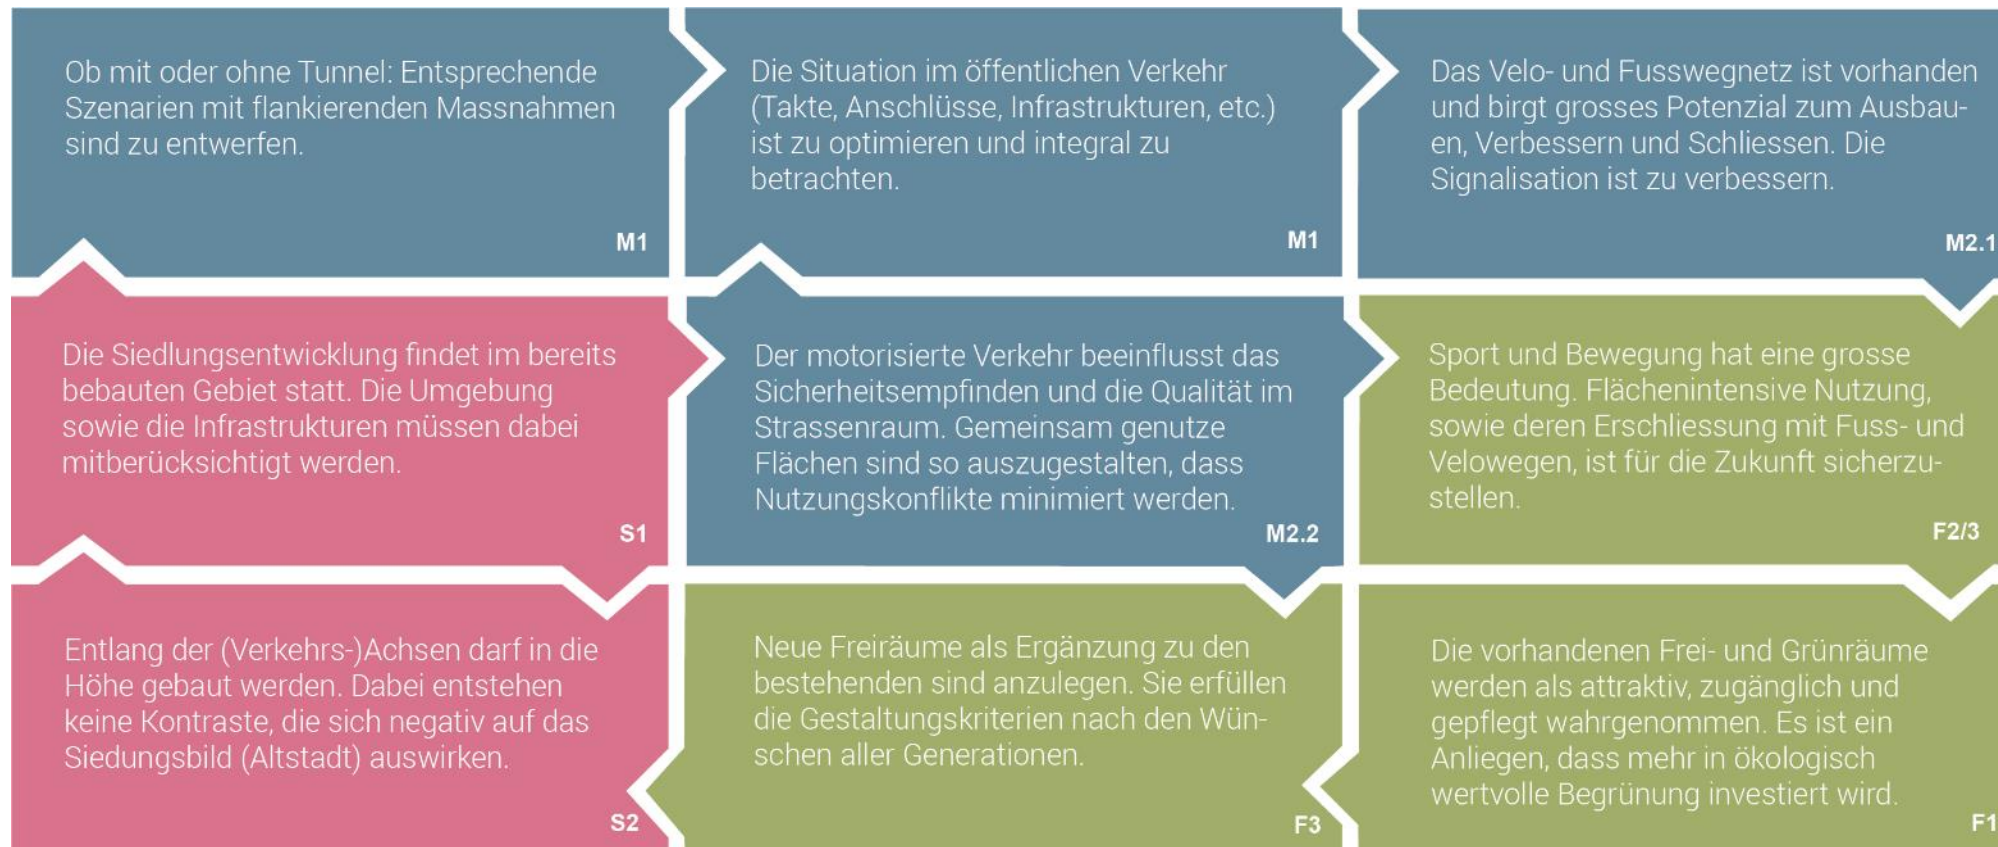 Ob mit oder ohne Tunnel: Entsprechende
Szenarien mit flankierenden Massnahmen
sind zu entwerfen.
M1
Die Situation im öffentlichen Verkehr
(Takte, Anschlüsse, Infrastrukturen, etc.)
ist zu optimieren und integral zu
betrachten.
M1
Das Velo- und Fusswegnetz ist vorhanden
und birgt grosses Potenzial zum Ausbau-
en, Verbessern und Schliessen. Die
Signalisation ist zu verbessern.
M2.1
Die Siedlungsentwicklung findet im bereits
bebauten Gebiet statt. Die Umgebung
sowie die Infrastrukturen müssen dabei
mitberücksichtigt werden.
S1
Der motorisierte Verkehr beeinflusst das
Sicherheitsempfinden und die Qualität im
Strassenraum. Gemeinsam genutze
Flächen sind so auszugestalten, dass
Nutzungskonflikte minimiert werden.
M2.2
Sport und Bewegung hat eine grosse
Bedeutung. Flächenintensive Nutzung,
sowie deren Erschliessung mit Fuss- und
Velowegen, ist für die Zukunft sicherzu-
stellen.
F2/3
Entlang der (Verkehrs-)Achsen darf in die
Höhe gebaut werden. Dabei entstehen
keine Kontraste, die sich negativ auf das
Siedungsbild (Altstadt) auswirken.
S2
Neue Freiräume als Ergänzung zu den
bestehenden sind anzulegen. Sie erfüllen
die Gestaltungskriterien nach den Wün-
schen aller Generationen.
F3
Die vorhandenen Frei- und Grünräume
werden als attraktiv, zugänglich und
gepflegt wahrgenommen. Es ist ein
Anliegen, dass mehr in ökologisch
wertvolle Begrünung investiert wird.
F1